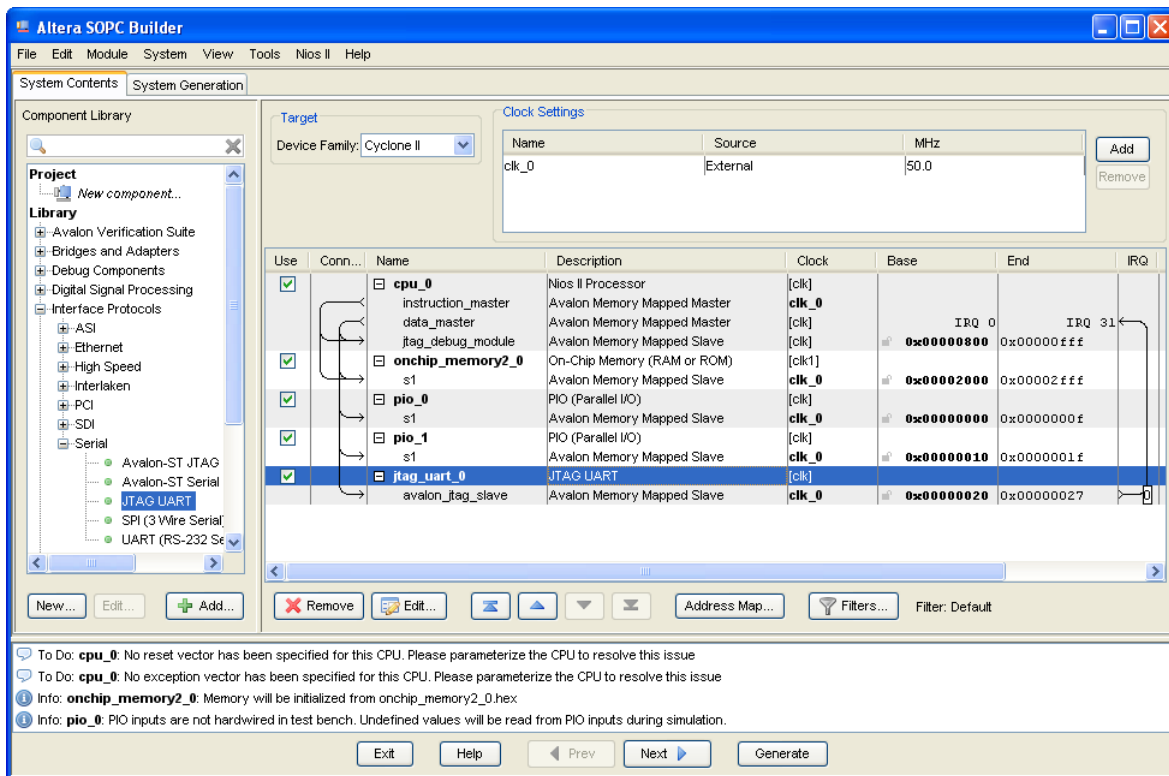 Altera SOPC Builder
File Edit Module System View Tools Nios II Help
System Contents System Generation
Component Library
Project
New component...
Library
Avalon Verification Suite
Bridges and Adapters
Debug Components
Digital Signal Processing
Interface Protocols
ASI
Ethernet
High Speed
Interlaken
PCI
SDI
Serial
Avalon-ST JTAG
Avalon-ST Serial
JTAG UART
SPI (3 Wire Serial)
UART (RS-232 Se
New... Edit... Add...
Target
Device Family: Cyclone II
Clock Settings
Name Source MHz
clk_0 External 50.0
Add
Remove
Use Conn... Name Description Clock Base End IRQ
cpu_0 Nios II Processor [clk]
instruction_master Avalon Memory Mapped Master clk_0
data_master Avalon Memory Mapped Master [clk] IRQ 0 IRQ 31
jtag_debug_module Avalon Memory Mapped Slave [clk] 0x00000800 0x00000fff
onchip_memory2_0 On-Chip Memory (RAM or ROM) [clk1]
s1 Avalon Memory Mapped Slave clk_0 0x00002000 0x00002fff
pio_0 PIO (Parallel I/O) [clk]
s1 Avalon Memory Mapped Slave clk_0 0x00000000 0x0000000f
pio_1 PIO (Parallel I/O) [clk]
s1 Avalon Memory Mapped Slave clk_0 0x00000010 0x0000001f
jtag_uart_0 JTAG UART [clk]
avalon_jtag_slave Avalon Memory Mapped Slave clk_0 0x00000020 0x00000027 0
Remove Edit... Address Map... Filters... Filter: Default
To Do: cpu_0: No reset vector has been specified for this CPU. Please parameterize the CPU to resolve this issue
To Do: cpu_0: No exception vector has been specified for this CPU. Please parameterize the CPU to resolve this issue
Info: onchip_memory2_0: Memory will be initialized from onchip_memory2_0.hex
Info: pio_0: PIO inputs are not hardwired in test bench. Undefined values will be read from PIO inputs during simulation.
Exit Help Prev Next Generate